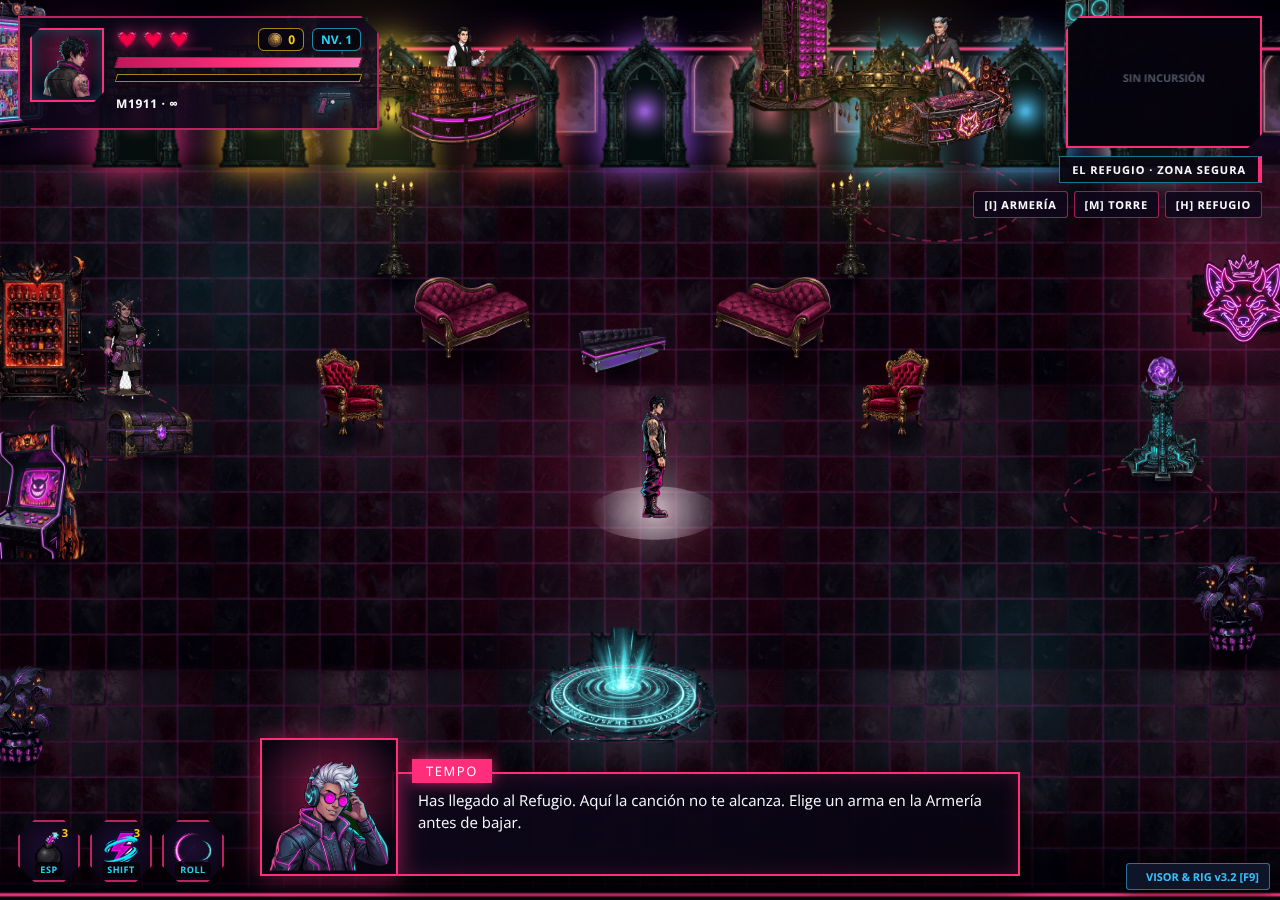 0
NV. 1
M1911 · ∞
SIN INCURSIÓN
EL REFUGIO · ZONA SEGURA
[I] ARMERÍA
[M] TORRE
[H] REFUGIO
TEMPO
Has llegado al Refugio. Aquí la canción no te alcanza. Elige un arma en la Armería
antes de bajar.
3
ESP
3
SHIFT
ROLL
VISOR & RIG v3.2 [F9]